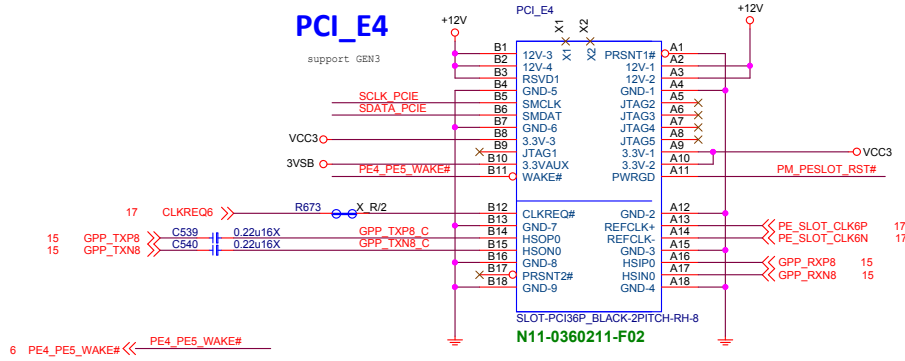 PCI_E4
support GEN3
+12V
PCI_E4
X1
X2
+12V
B1 12V-3 X1 X2 PRSNT1# A1
B2 12V-4 12V-1 A2
B3 RSVD1 12V-2 A3
B4 GND-5 GND-1 A4
SCLK_PCIE B5 SMCLK JTAG2 A5
SDATA_PCIE B6 SMDAT JTAG3 A6
B7 GND-6 JTAG4 A7
VCC3 B8 3.3V-3 JTAG5 A8
B9 JTAG1 3.3V-1 A9 VCC3
3VSB B10 3.3VAUX 3.3V-2 A10
PE4_PE5_WAKE# B11 WAKE# PWRGD A11 PM_PESLOT_RST#
17 CLKREQ6 R673 X_R/2 B12 CLKREQ# GND-2 A12
B13 GND-7 REFCLK+ A13 PE_SLOT_CLK6P 17
15 GPP_TXP8 C539 0.22u16X GPP_TXP8_C B14 HSOP0 REFCLK- A14 PE_SLOT_CLK6N 17
15 GPP_TXN8 C540 0.22u16X GPP_TXN8_C B15 HSON0 GND-3 A15
B16 GND-8 HSIP0 A16 GPP_RXP8 15
B17 PRSNT2# HSIN0 A17 GPP_RXN8 15
B18 GND-9 GND-4 A18
SLOT-PCI36P_BLACK-2PITCH-RH-8
N11-0360211-F02
6 PE4_PE5_WAKE# PE4_PE5_WAKE#